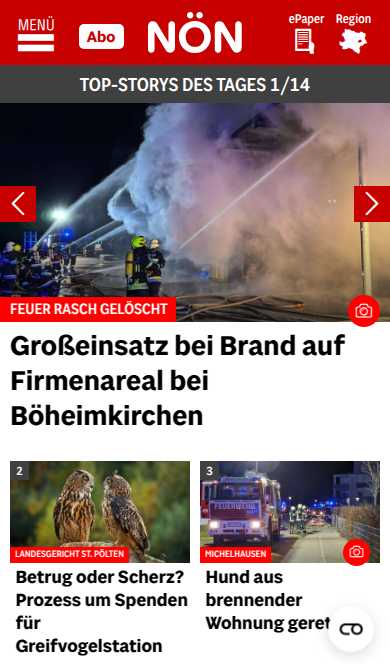 MENÜ
Abo
NÖN
ePaper
Region
TOP-STORYS DES TAGES 1/14
FEUER RASCH GELÖSCHT
Großeinsatz bei Brand auf
Firmenareal bei
Böheimkirchen
2
LANDESGERICHT ST. PÖLTEN
Betrug oder Scherz?
Prozess um Spenden
für
Greifvogelstation
3
FEUERWEHR
MICHELHAUSEN
Hund aus
brennender
Wohnung geret